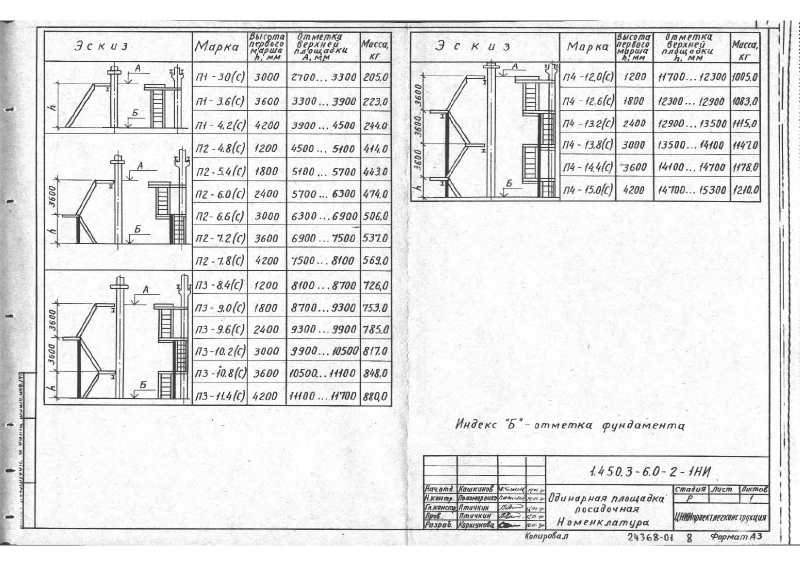 Эскиз Марка Высота первого марша h, мм Отметка верхней площадки А, мм Масса, кг
П1-3.0(С) 3000 2700...3300 205,0
П1-3.6(С) 3600 3300...3900 223,0
П1-4.2(С) 4200 3900...4500 244,0
П2-4.8(С) 1200 4500...5100 414,0
П2-5.4(С) 1800 5100...5700 443,0
П2-6.0(С) 2400 5700...6300 474,0
П2-6.6(С) 3000 6300...6900 506,0
П2-7.2(С) 3600 6900...7500 537,0
П2-7.8(С) 4200 7500...8100 569,0
П3-8.4(С) 1200 8100...8700 726,0
П3-9.0(С) 1800 8700...9300 753,0
П3-9.6(С) 2400 9300...9900 785,0
П3-10.2(С) 3000 9900...10500 817,0
П3-10.8(С) 3600 10500...11100 848,0
П3-11.4(С) 4200 11100...11700 880,0
А
Б
h
А
Б
3600
h
А
Б
3600
3600
h
Эскиз Марка Высота первого марша h, мм Отметка верхней площадки h, мм Масса, кг
П4-12.0(С) 1200 11700...12300 1005,0
П4-12.6(С) 1800 12300...12900 1083,0
П4-13.2(С) 2400 12900...13500 1115,0
П4-13.8(С) 3000 13500...14100 1147,0
П4-14.4(С) 3600 14100...14700 1178,0
П4-15.0(С) 4200 14700...15300 1210,0
А
Б
3600
3600
3600
h
Индекс "Б" - отметка фундамента
1.450.3-6.0-2-1НИ
Нач.отд. Кашкинов
Н.контр. Пономаренко
Гл.констр. Птичкин
Пров. Птичкин
Разраб. Коршунова
Одинарная площадка
посадочная
Номенклатура
Стадия Лист Листов
Р 1
ЦНИИпроектлегконструкция
Копировал 24368-01 8 Формат А3